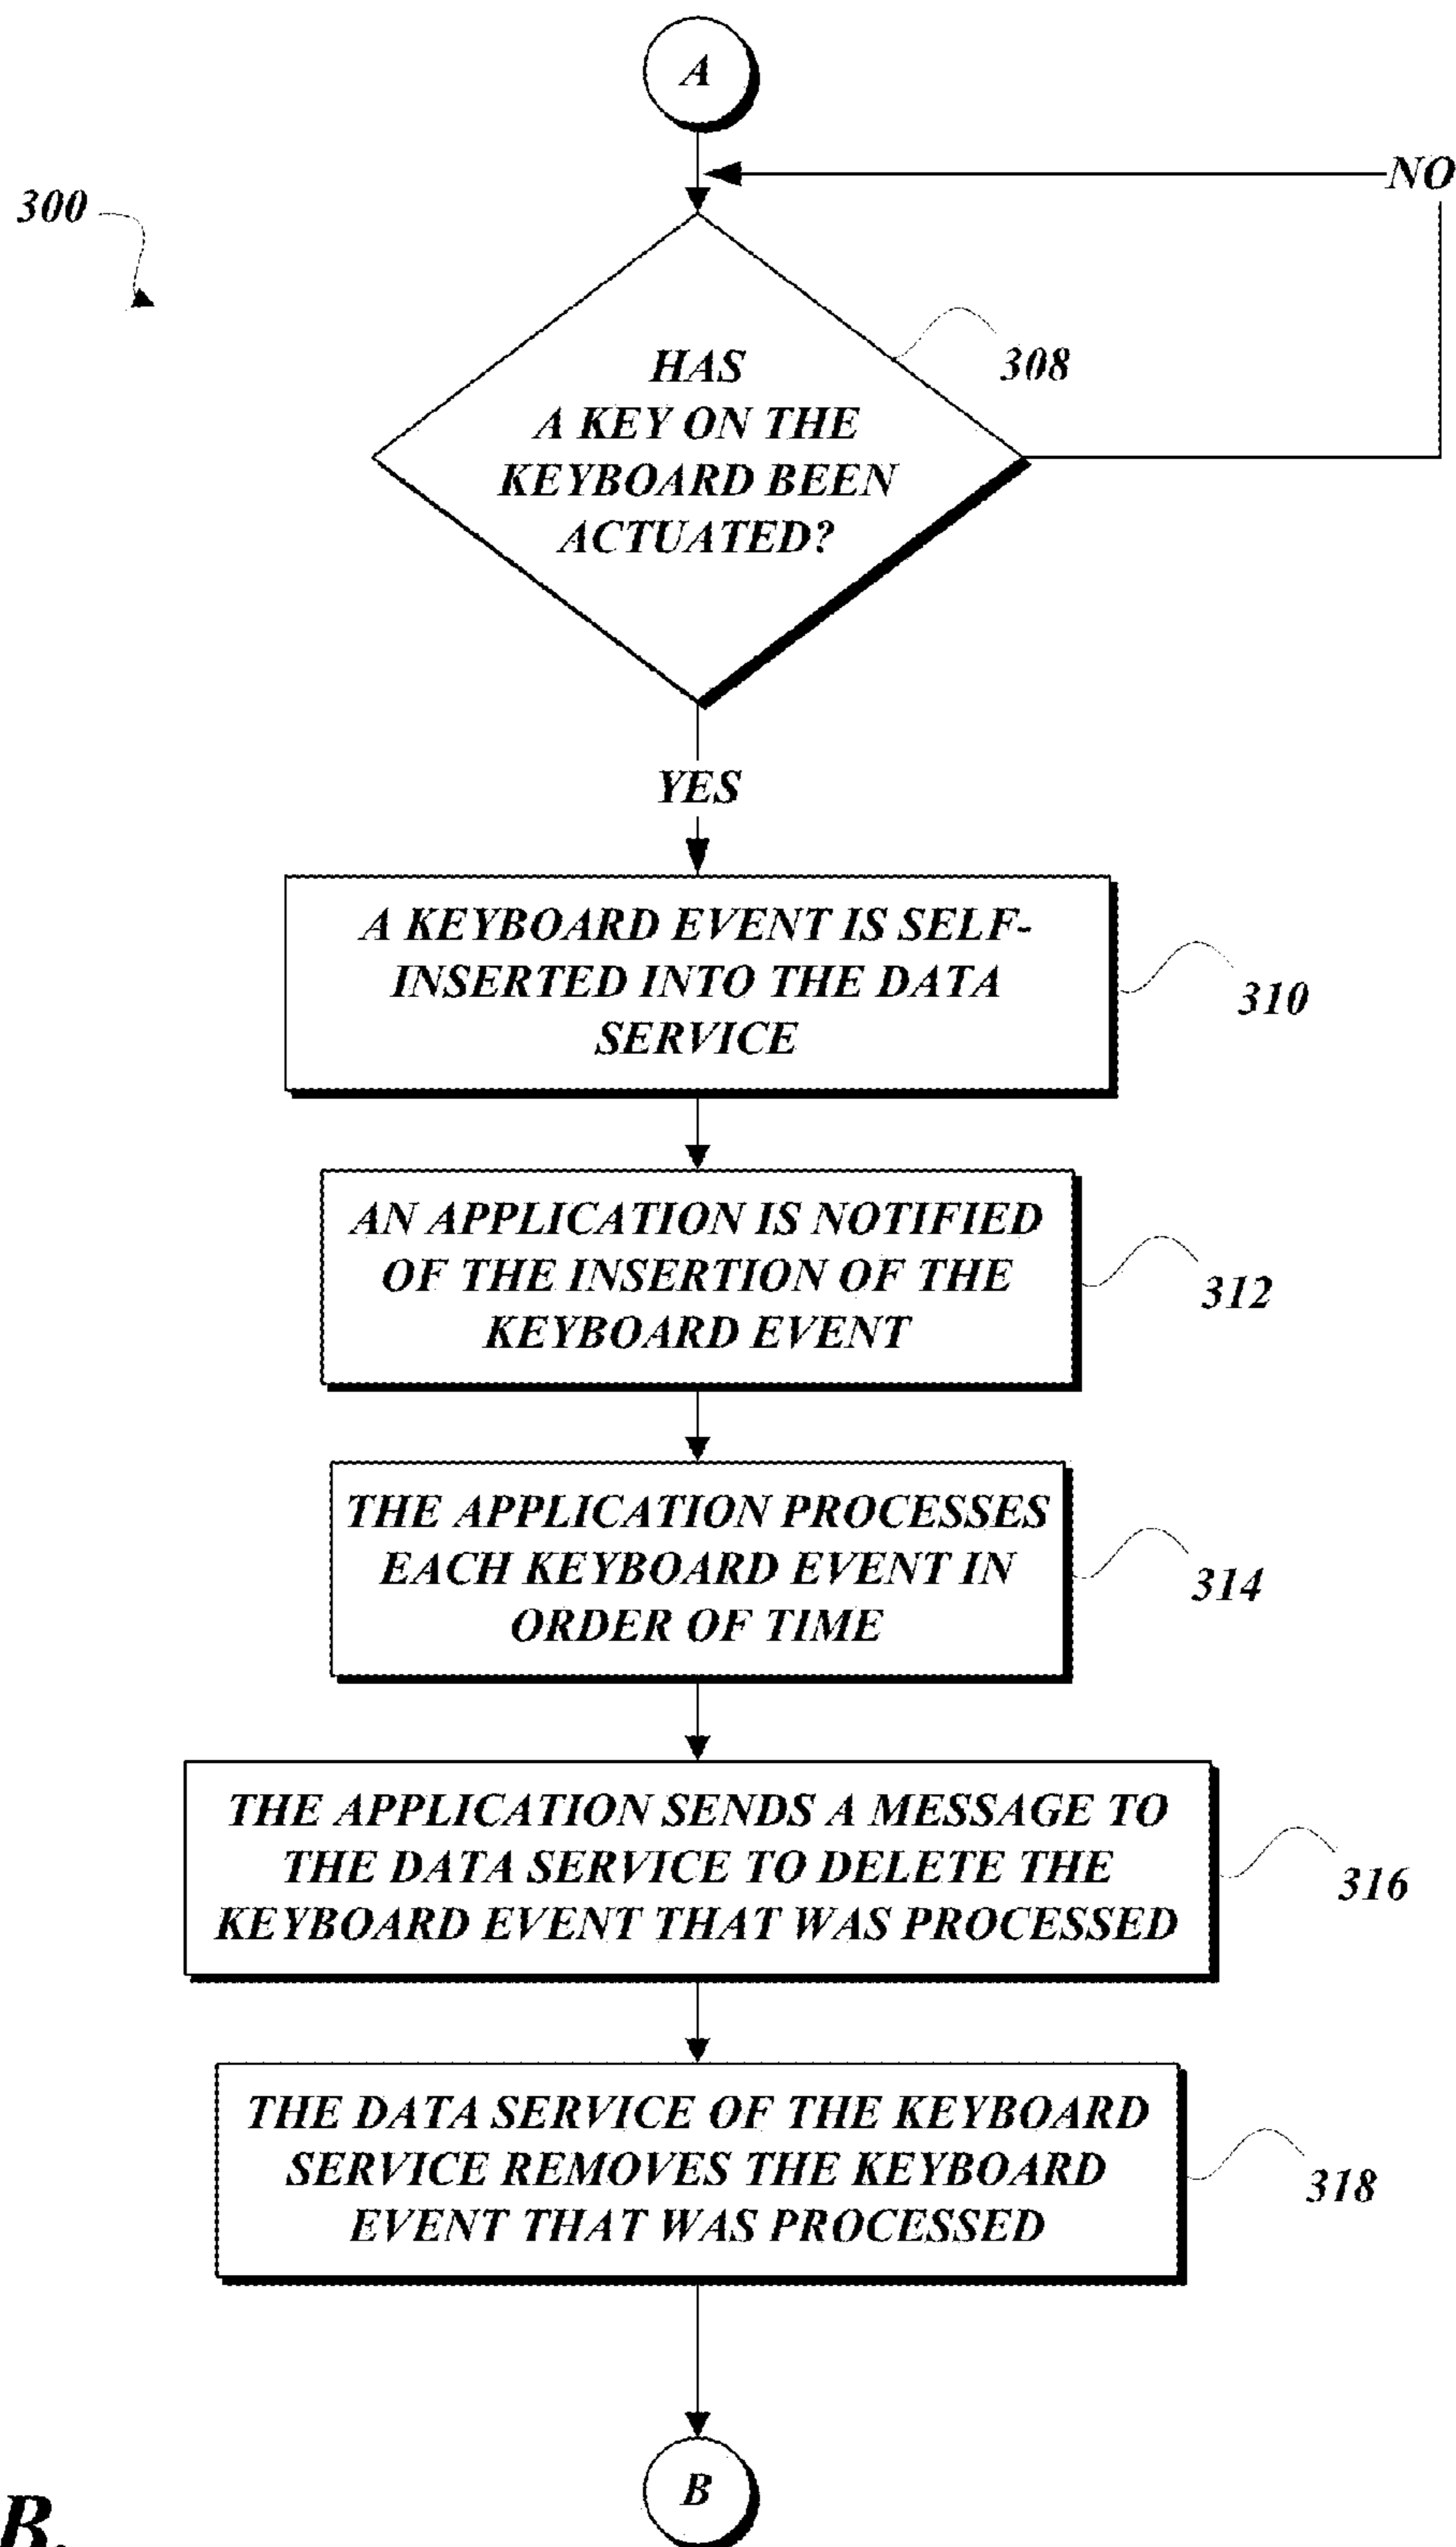 A
NO
300
308
HAS
A KEY ON THE
KEYBOARD BEEN
ACTUATED?
YES
A KEYBOARD EVENT IS SELF-
INSERTED INTO THE DATA
SERVICE
310
AN APPLICATION IS NOTIFIED
OF THE INSERTION OF THE
KEYBOARD EVENT
312
THE APPLICATION PROCESSES
EACH KEYBOARD EVENT IN
ORDER OF TIME
314
THE APPLICATION SENDS A MESSAGE TO
THE DATA SERVICE TO DELETE THE
KEYBOARD EVENT THAT WAS PROCESSED
316
THE DATA SERVICE OF THE KEYBOARD
SERVICE REMOVES THE KEYBOARD
EVENT THAT WAS PROCESSED
318
B
B.